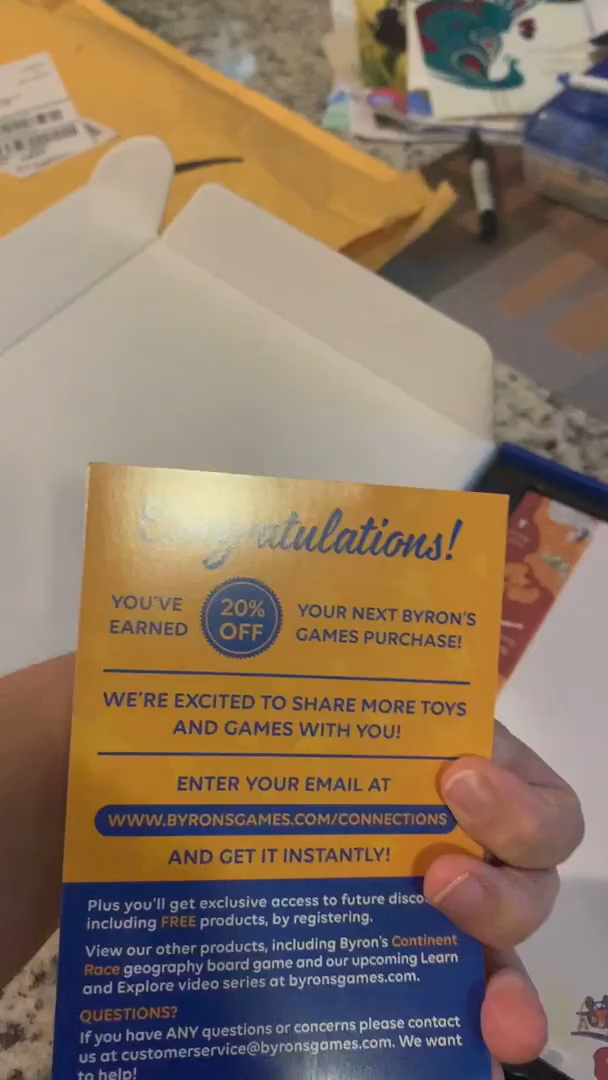 Congratulations!
YOU'VE
EARNED
20%
OFF
YOUR NEXT BYRON'S
GAMES PURCHASE!
WE'RE EXCITED TO SHARE MORE TOYS
AND GAMES WITH YOU!
ENTER YOUR EMAIL AT
WWW.BYRONSGAMES.COM/CONNECTIONS
AND GET IT INSTANTLY!
Plus you'll get exclusive access to future disco
including FREE products, by registering.
View our other products, including Byron's Continent
Race geography board game and our upcoming Learn
and Explore video series at byronsgames.com.
QUESTIONS?
If you have ANY questions or concerns please contact
us at customerservice@byronsgames.com. We want
to help!